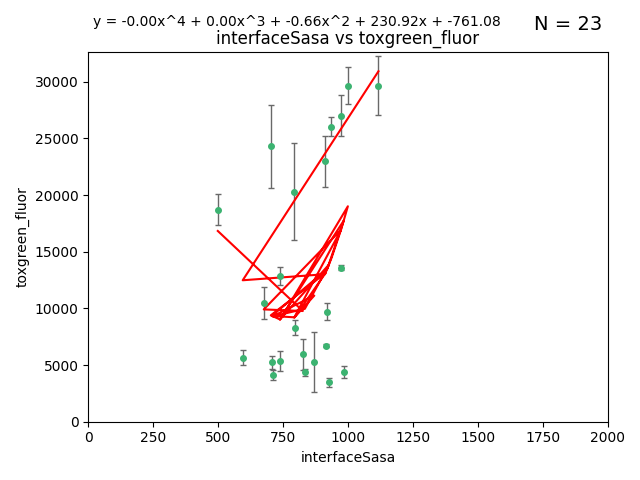 y = -0.00x^4 + 0.00x^3 + -0.66x^2 + 230.92x + -761.08
N = 23
interfaceSasa vs toxgreen_fluor
30000
25000
20000
15000
10000
5000
0
toxgreen_fluor
0 250 500 750 1000 1250 1500 1750 2000
interfaceSasa